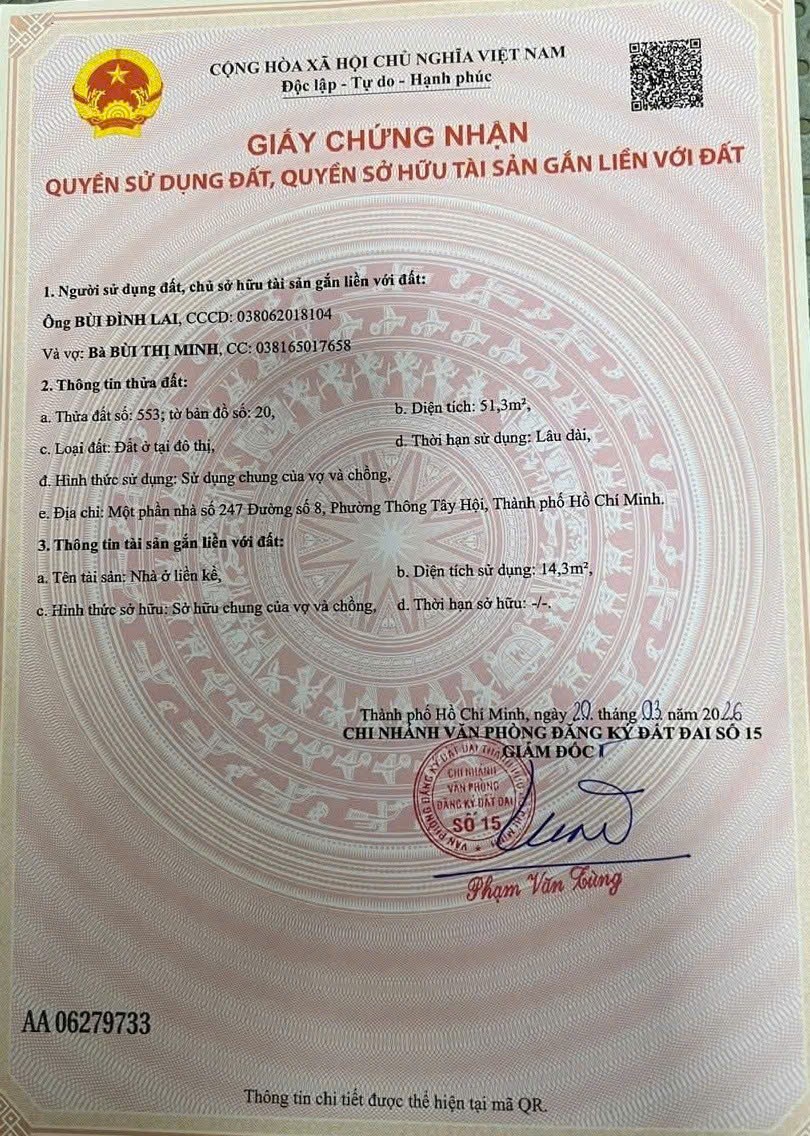 CỘNG HÒA XÃ HỘI CHỦ NGHĨA VIỆT NAM
Độc lập - Tự do - Hạnh phúc
GIẤY CHỨNG NHẬN
QUYỀN SỬ DỤNG ĐẤT, QUYỀN SỞ HỮU TÀI SẢN GẮN LIỀN VỚI ĐẤT
1. Người sử dụng đất, chủ sở hữu tài sản gắn liền với đất:
Ông BÙI ĐÌNH LAI, CCCD: 038062018104
Và vợ: Bà BÙI THỊ MINH, CC: 038165017658
2. Thông tin thửa đất:
a. Thửa đất số: 553; tờ bản đồ số: 20, b. Diện tích: 51,3m²,
c. Loại đất: Đất ở tại đô thị, d. Thời hạn sử dụng: Lâu dài,
đ. Hình thức sử dụng: Sử dụng chung của vợ và chồng,
e. Địa chỉ: Một phần nhà số 247 Đường số 8, Phường Thông Tây Hội, Thành phố Hồ Chí Minh.
3. Thông tin tài sản gắn liền với đất:
a. Tên tài sản: Nhà ở liền kề, b. Diện tích sử dụng: 14,3m²,
c. Hình thức sở hữu: Sở hữu chung của vợ và chồng, d. Thời hạn sở hữu: -/-.
Thành phố Hồ Chí Minh, ngày 20 tháng 03 năm 2026
CHI NHÁNH VĂN PHÒNG ĐĂNG KÝ ĐẤT ĐAI SỐ 15
GIÁM ĐỐC
CHI NHÁNH
VĂN PHÒNG
ĐĂNG KÝ ĐẤT ĐAI
SỐ 15
Phạm Văn Tùng
AA 06279733
Thông tin chi tiết được thể hiện tại mã QR.